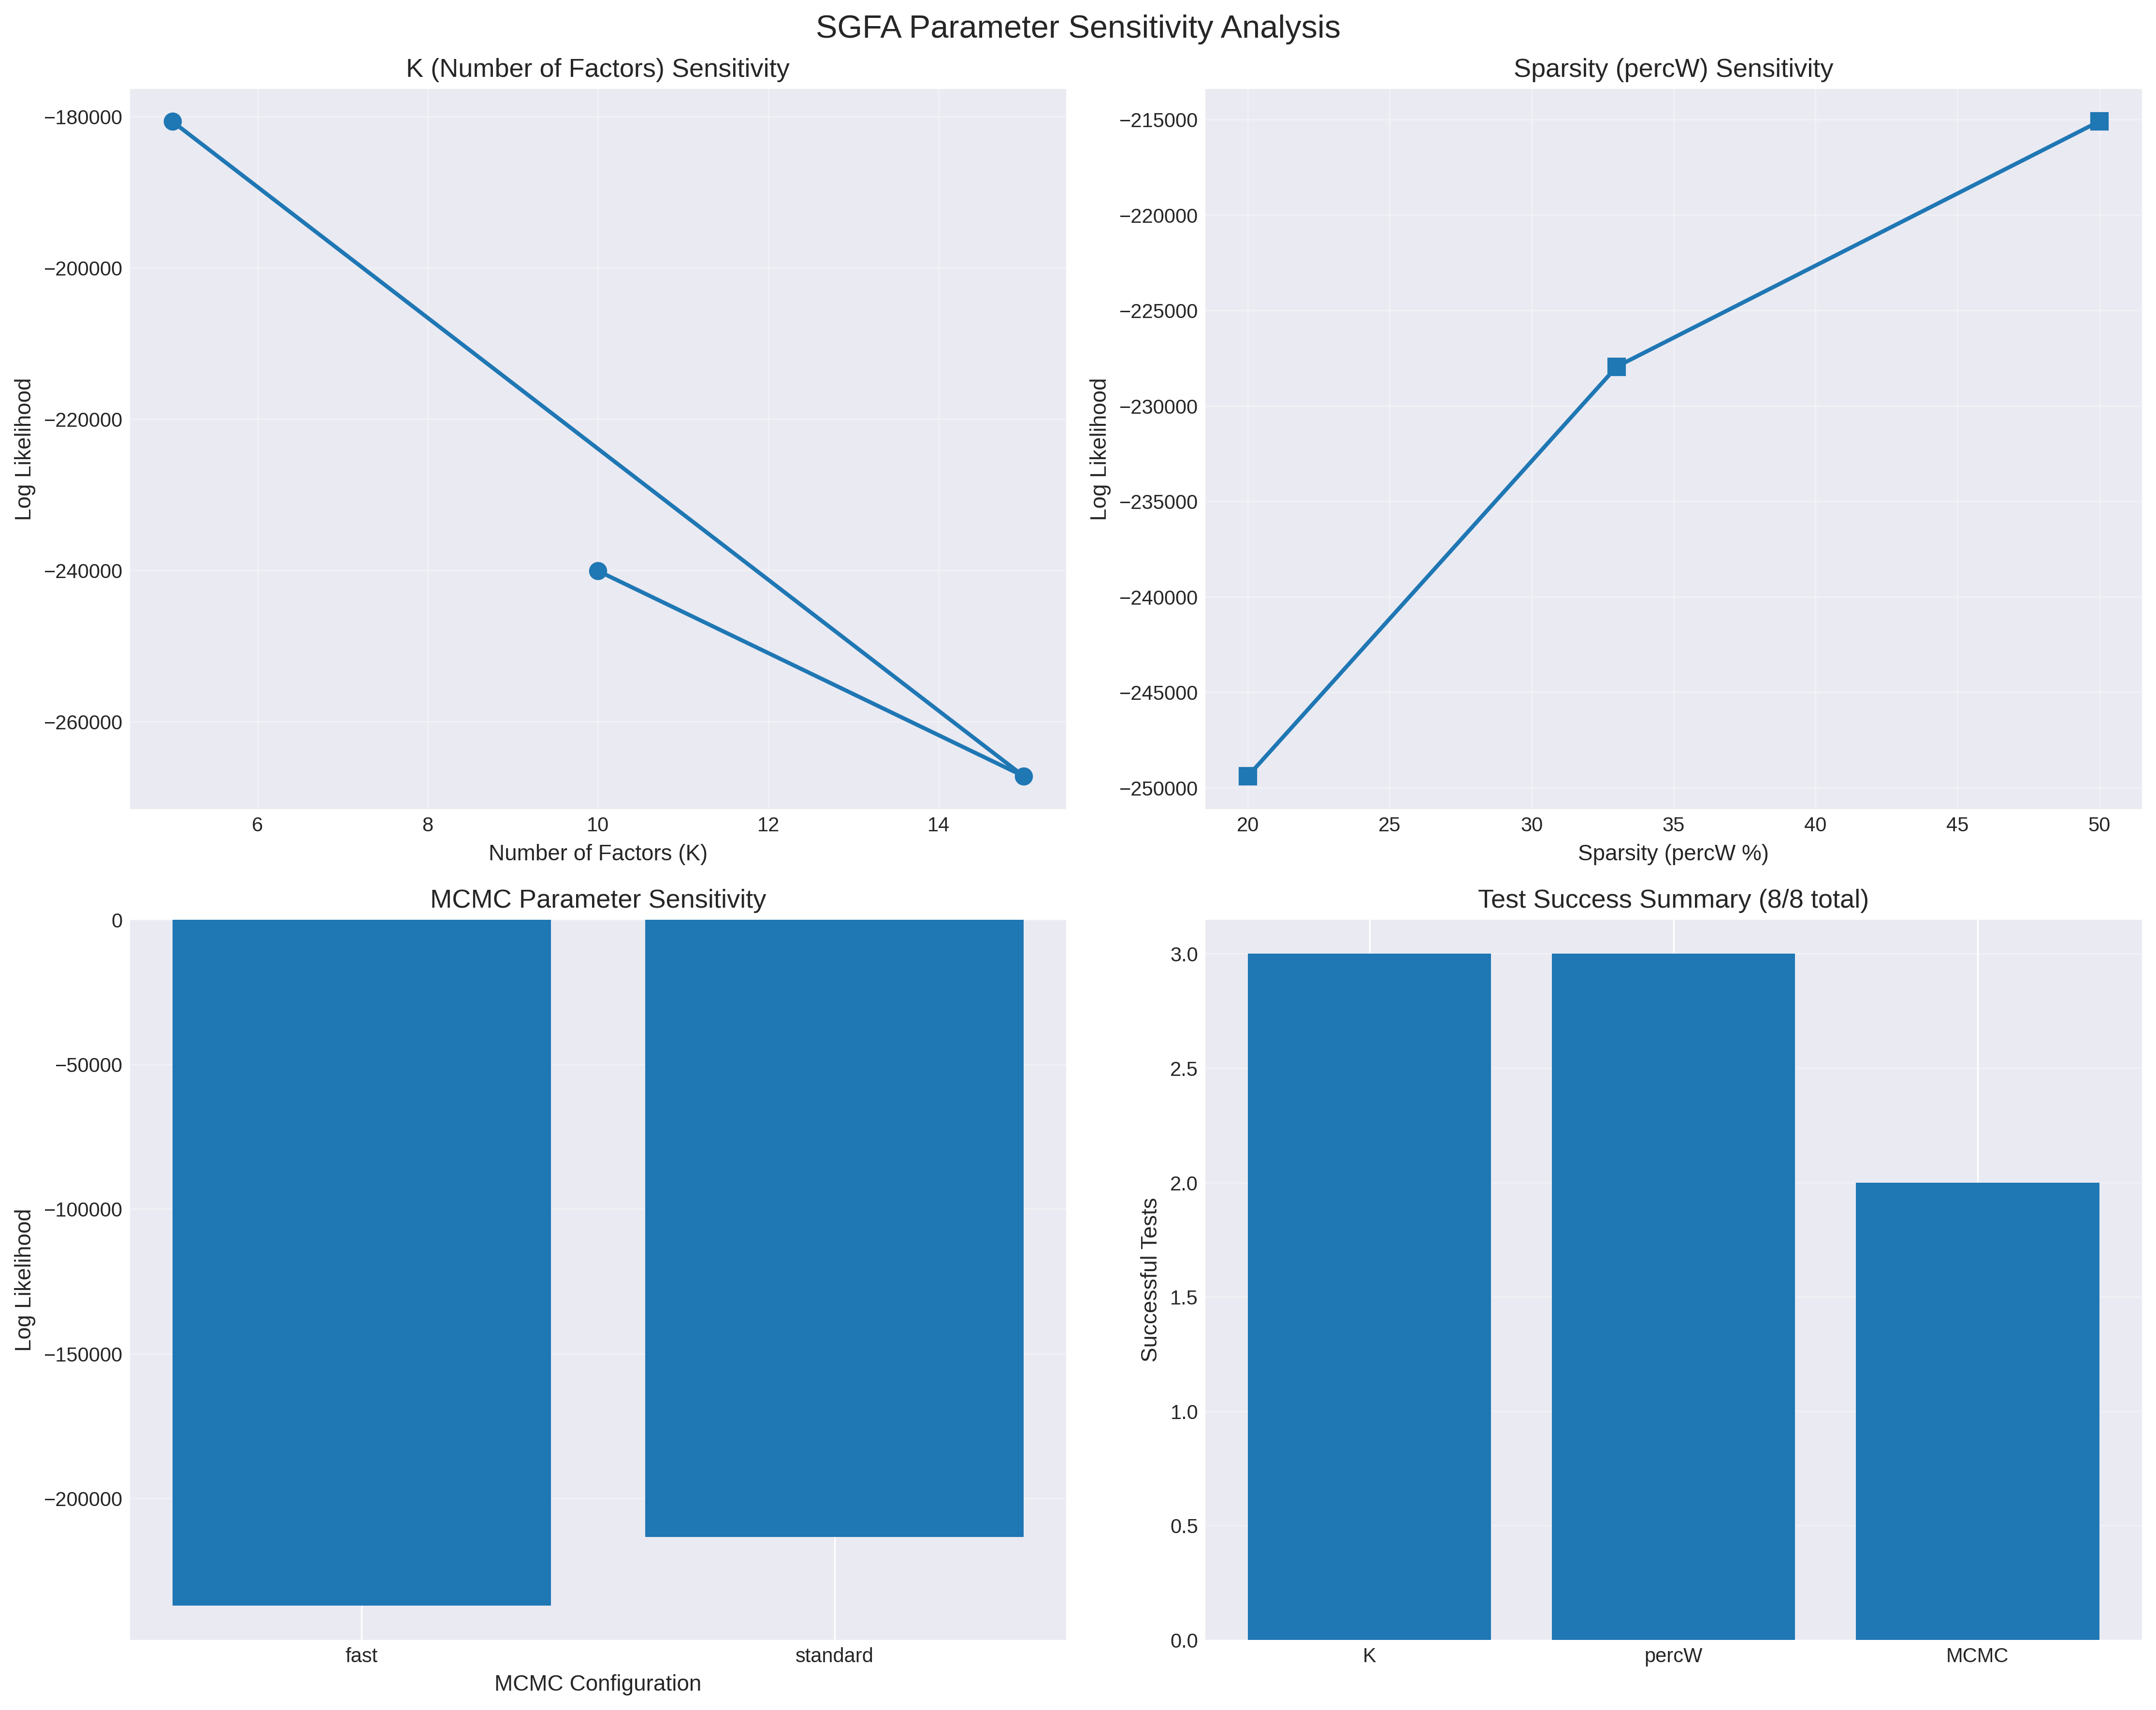 SGFA Parameter Sensitivity Analysis
K (Number of Factors) Sensitivity
−180000
−200000
−220000
−240000
−260000
Log Likelihood
6 8 10 12 14
Number of Factors (K)
Sparsity (percW) Sensitivity
−215000
−220000
−225000
−230000
−235000
−240000
−245000
−250000
Log Likelihood
20 25 30 35 40 45 50
Sparsity (percW %)
MCMC Parameter Sensitivity
0
−50000
−100000
−150000
−200000
Log Likelihood
fast standard
MCMC Configuration
Test Success Summary (8/8 total)
3.0
2.5
2.0
1.5
1.0
0.5
0.0
Successful Tests
K percW MCMC